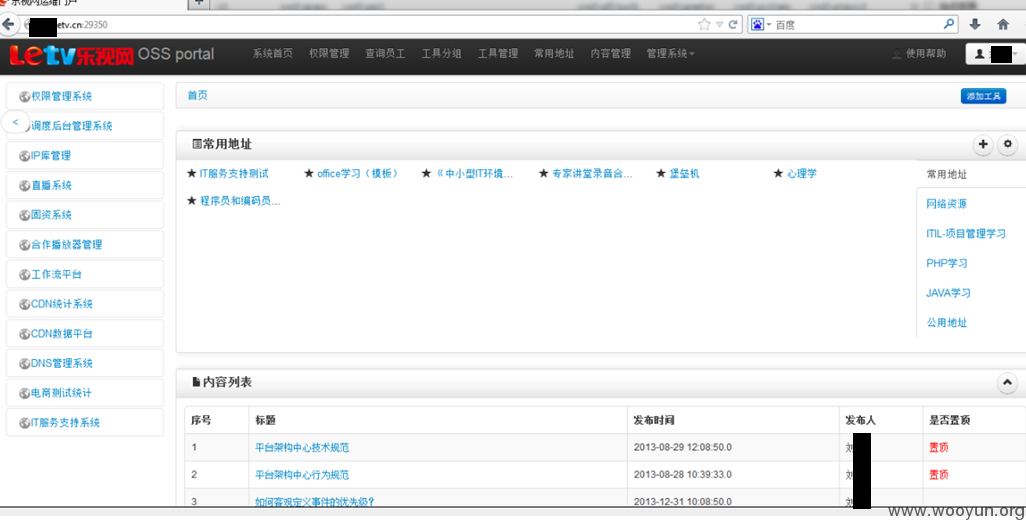 乐视网运维门户
etv.cn:29350
百度
Letv乐视网 OSS portal
系统首页 权限管理 查询员工 工具分组 工具管理 常用地址 内容管理 管理系统
使用帮助
权限管理系统
调度后台管理系统
IP库管理
直播系统
固资系统
合作播放器管理
工作流平台
CDN统计系统
CDN数据平台
DNS管理系统
电商测试统计
IT服务支持系统
首页
添加工具
常用地址
★ IT服务支持测试 ★ office学习（模板） ★ 《中小型IT环境... ★ 专家讲堂录音合... ★ 堡垒机 ★ 心理学
★ 程序员和编码员...
常用地址
网络资源
ITIL-项目管理学习
PHP学习
JAVA学习
公用地址
内容列表
序号 标题 发布时间 发布人 是否置顶
1 平台架构中心技术规范 2013-08-29 12:08:50.0 刘 置顶
2 平台架构中心行为规范 2013-08-28 10:39:33.0 刘 置顶
3 如何客观定义事件的优先级？ 2013-12-31 10:08:50.0 刘
www.wooyun.org